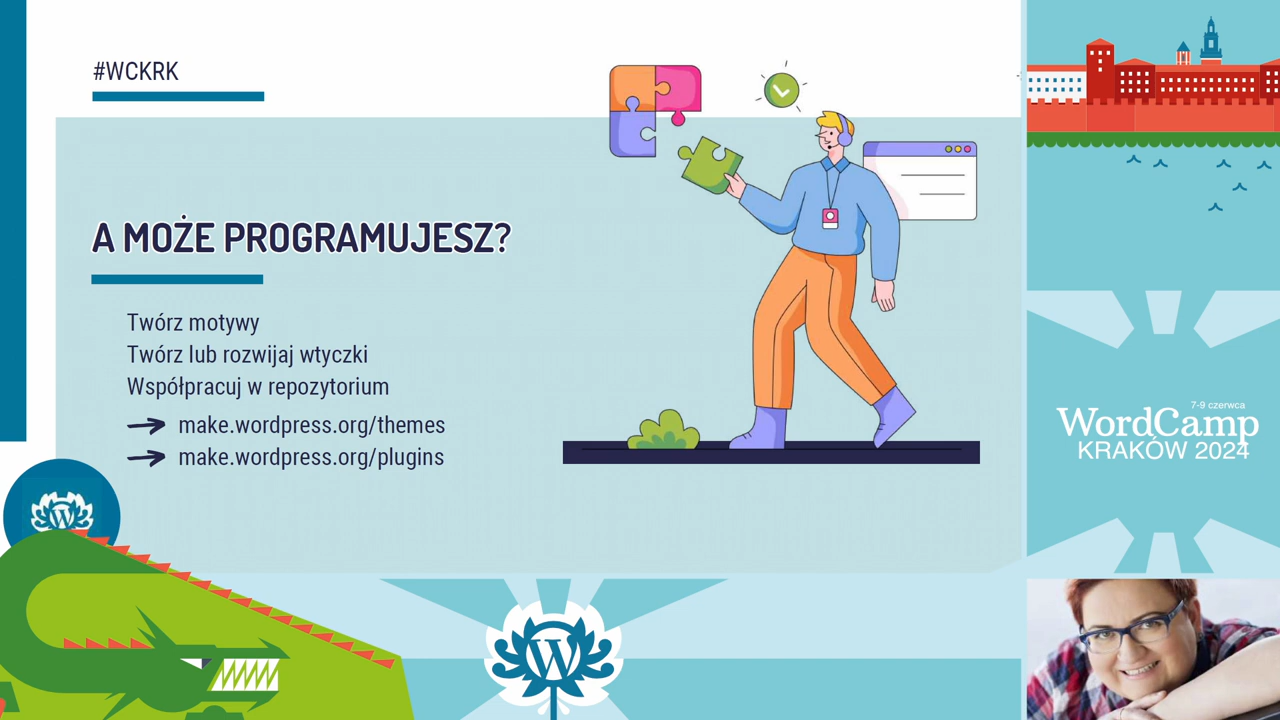 #WCKRK
A MOŻE PROGRAMUJESZ?
Twórz motywy
Twórz lub rozwijaj wtyczki
Współpracuj w repozytorium
make.wordpress.org/themes
make.wordpress.org/plugins
7-9 czerwca
WordCamp
KRAKÓW 2024
W
W